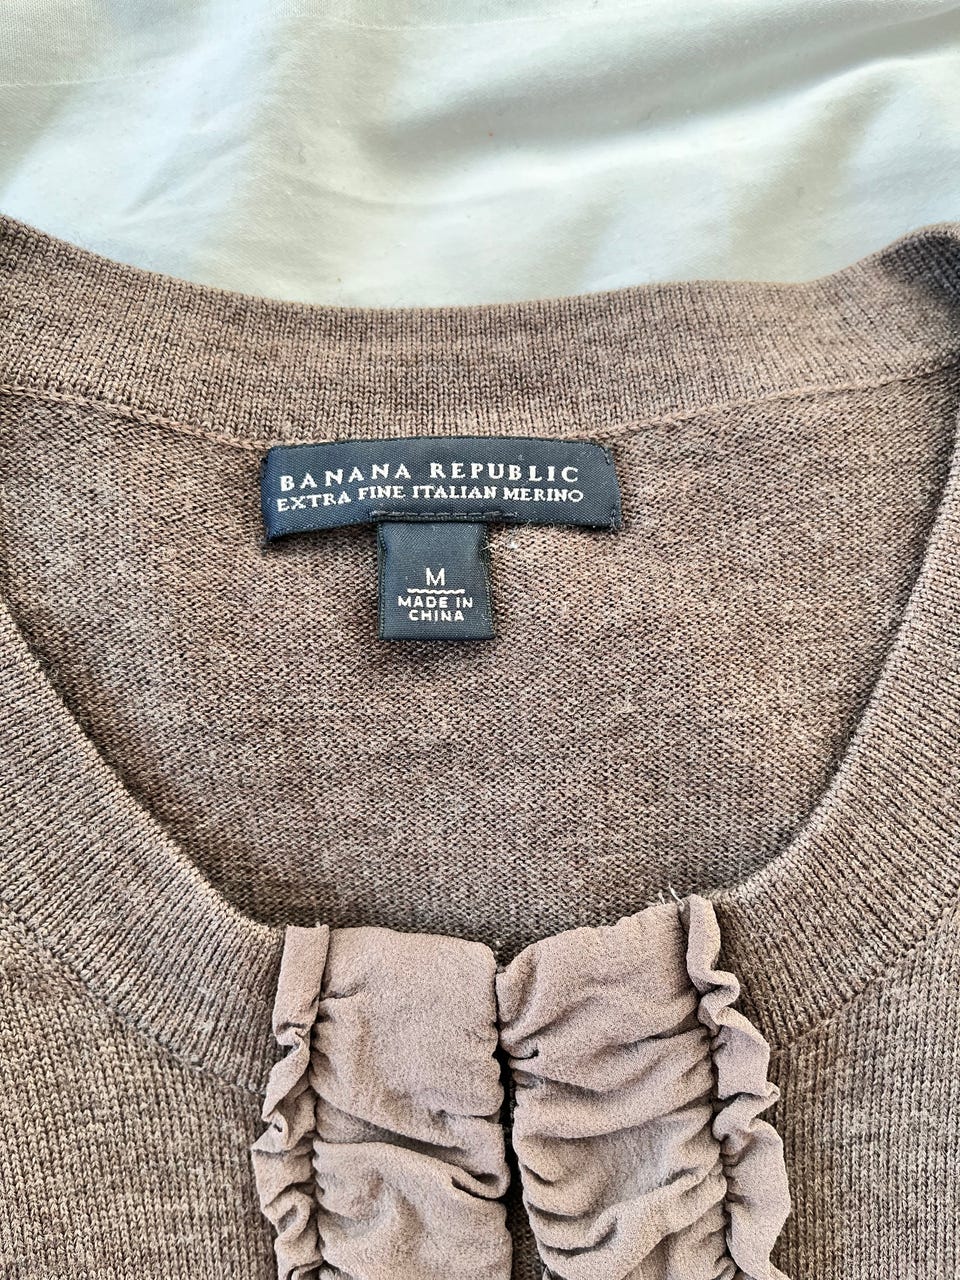 BANANA REPUBLIC
EXTRA FINE ITALIAN MERINO
M
MADE IN
CHINA